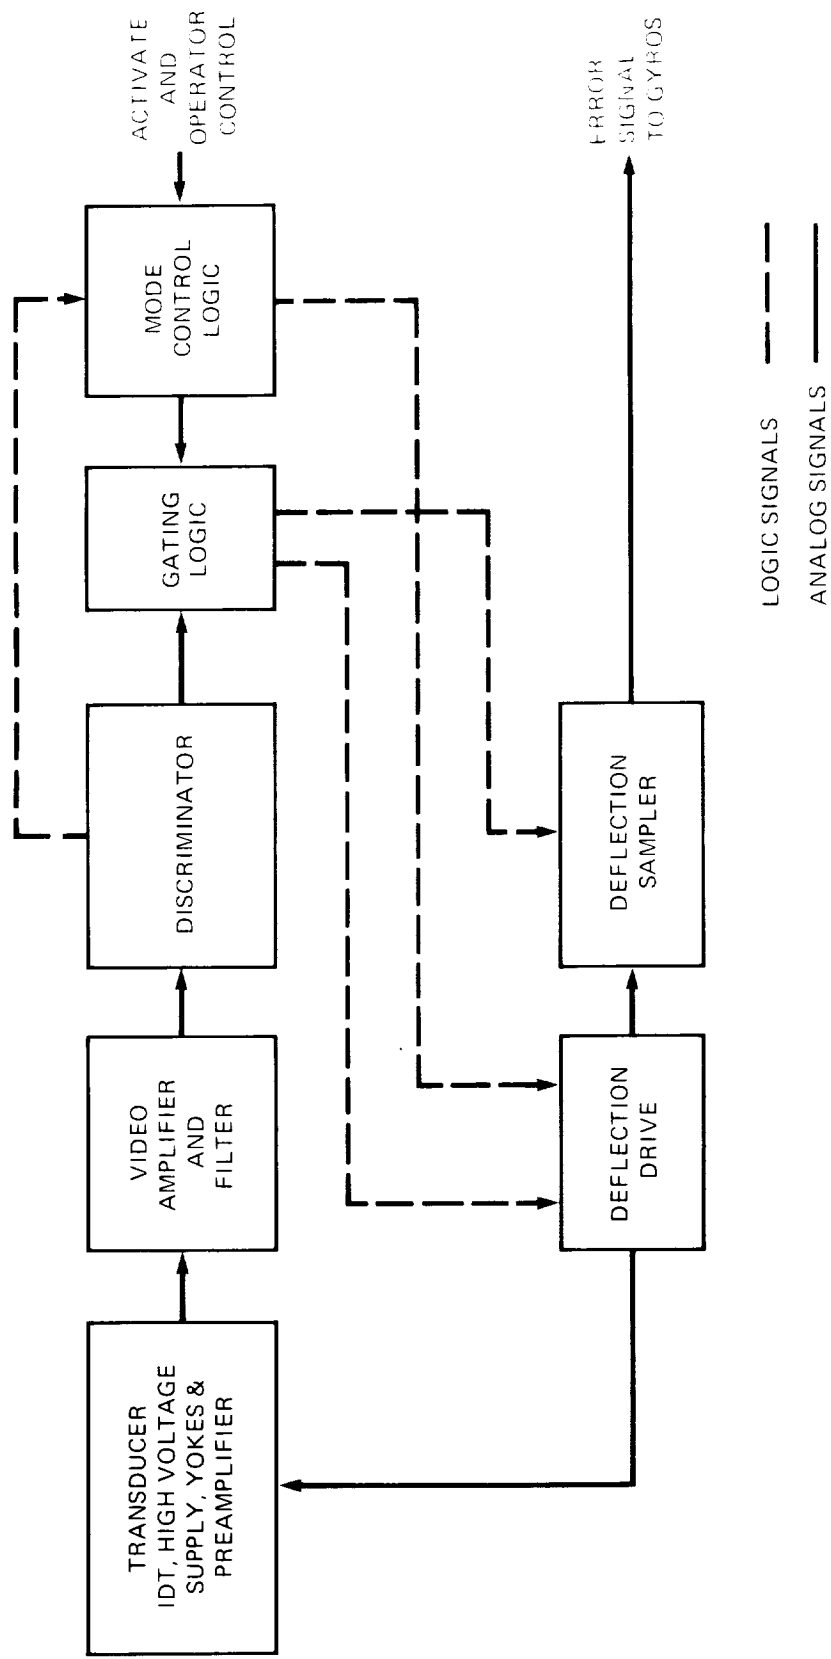 TRANSDUCER
IDT, HIGH VOLTAGE
SUPPLY, YOKES &
PREAMPLIFIER
VIDEO
AMPLIFIER
AND
FILTER
DISCRIMINATOR
GATING
LOGIC
MODE
CONTROL
LOGIC
ACTIVATE
AND
OPERATOR
CONTROL
DEFLECTION
DRIVE
DEFLECTION
SAMPLER
ERROR
SIGNAL
TO GYROS
LOGIC SIGNALS
ANALOG SIGNALS